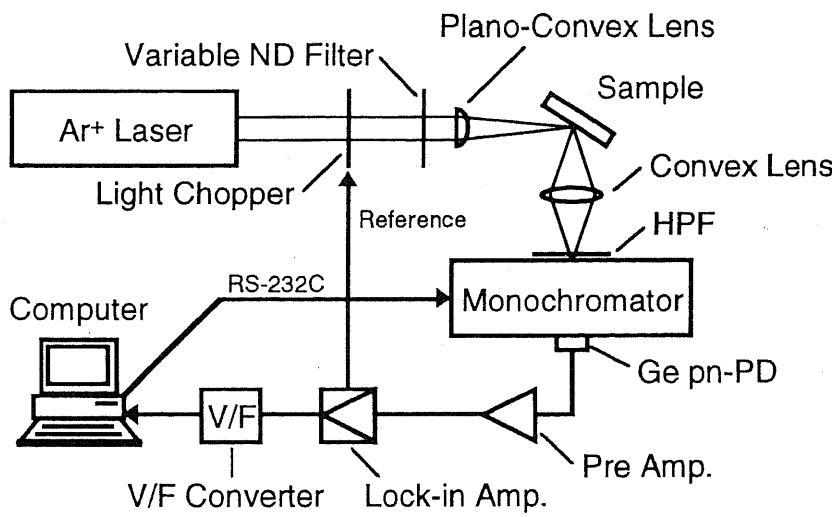 Plano-Convex Lens
Variable ND Filter
Sample
Ar+ Laser
Light Chopper
Convex Lens
Reference
HPF
RS-232C
Monochromator
Computer
Ge pn-PD
V/F
Pre Amp.
V/F Converter
Lock-in Amp.